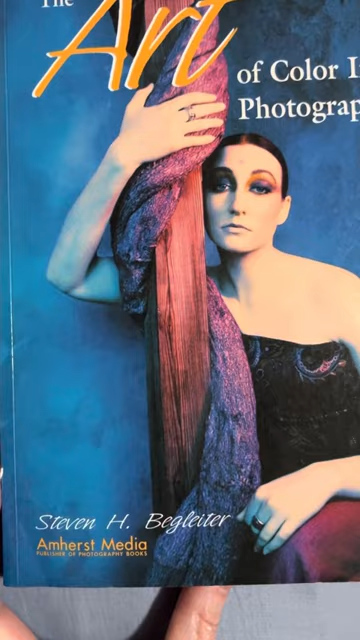 The
Art
of Color I
Photograp
Steven H. Begleiter
Amherst Media
PUBLISHER OF PHOTOGRAPHY BOOKS